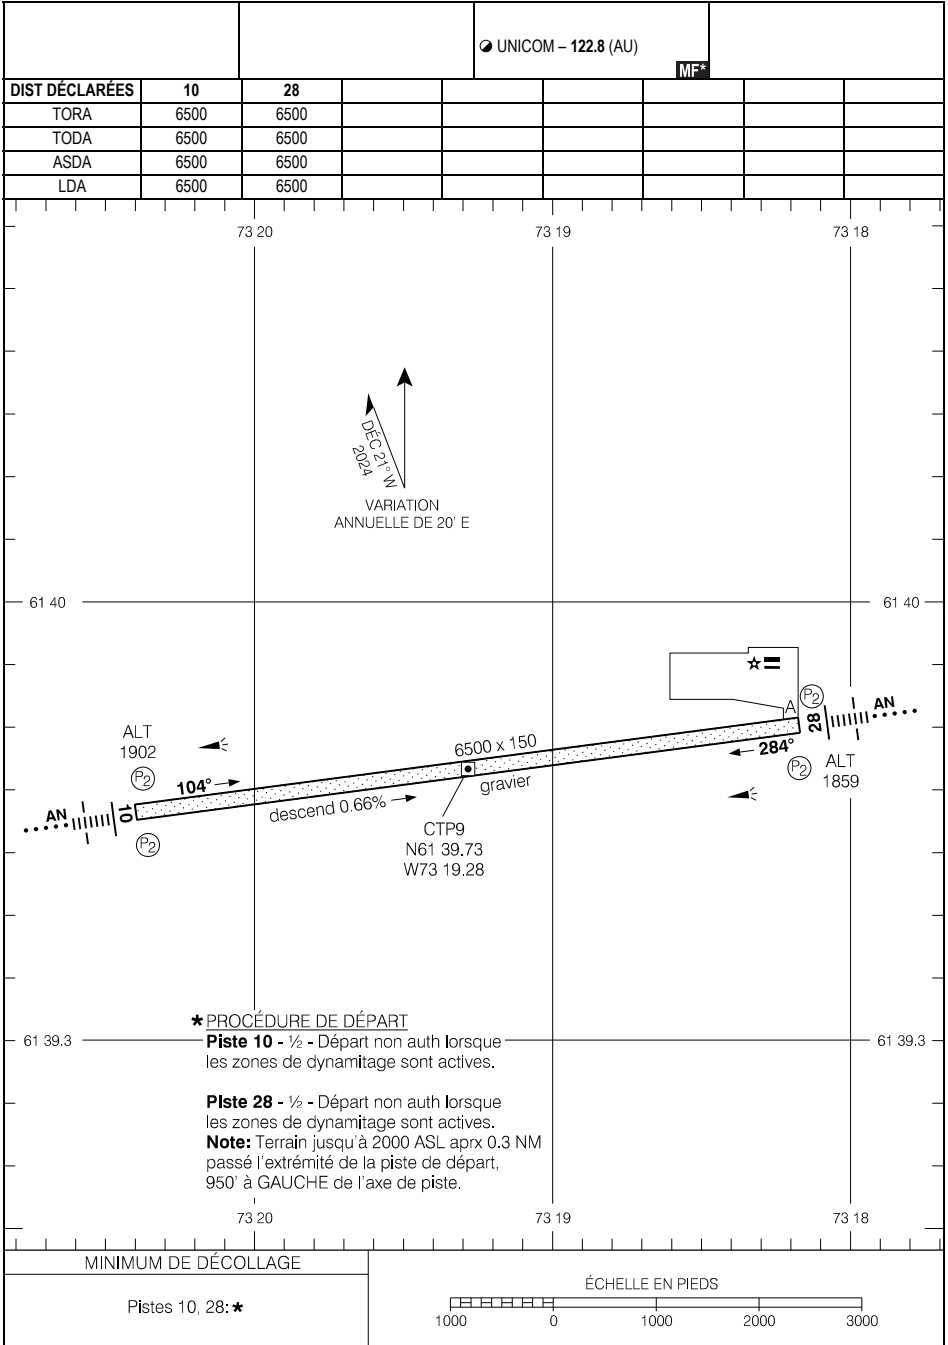 UNICOM – 122.8 (AU)
MF*
DIST DÉCLARÉES 10 28
TORA 6500 6500
TODA 6500 6500
ASDA 6500 6500
LDA 6500 6500
73 20 73 19 73 18
DÉC 21° W
2024
VARIATION
ANNUELLE DE 20' E
61 40 61 40
A P2
28 AN
ALT
1902
6500 x 150
284°
P2
ALT
1859
P2
104°
gravier
descend 0.66%
AN 10
P2
CTP9
N61 39.73
W73 19.28
* PROCÉDURE DE DÉPART
61 39.3 61 39.3
Piste 10 - ½ - Départ non auth lorsque
les zones de dynamitage sont actives.
PIste 28 - ½ - Départ non auth lorsque
les zones de dynamitage sont actives.
Note: Terrain jusqu'à 2000 ASL aprx 0.3 NM
passé l'extrémité de la piste de départ,
950' à GAUCHE de l'axe de piste.
73 20 73 19 73 18
MINIMUM DE DÉCOLLAGE
Pistes 10, 28: *
ÉCHELLE EN PIEDS
1000 0 1000 2000 3000